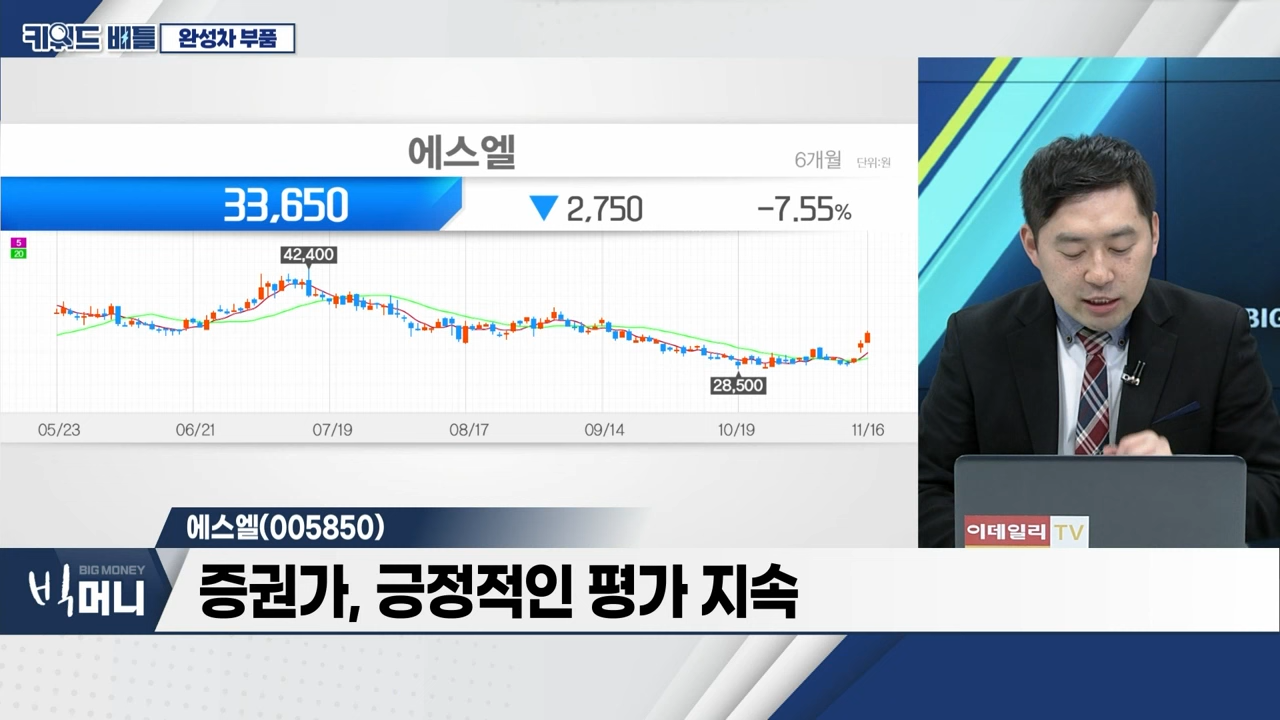 키워드 배틀
완성차 부품
에스엘
6개월 단위:원
33,650 ▼ 2,750 -7.55%
5
20
42,400
28,500
05/23 06/21 07/19 08/17 09/14 10/19 11/16
BIG
이데일리TV
에스엘(005850)
빅머니 BIG MONEY
증권가, 긍정적인 평가 지속